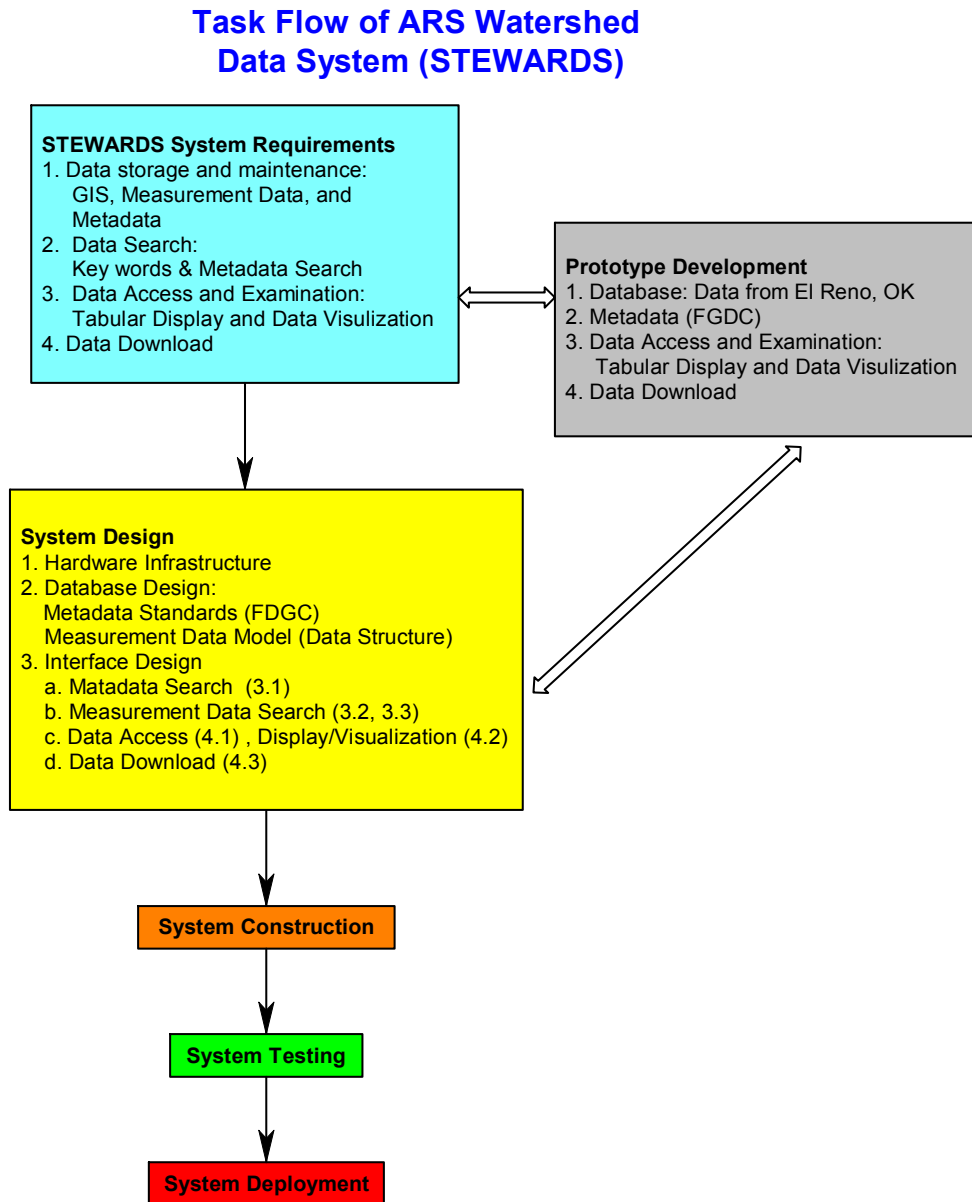 Task Flow of ARS Watershed
Data System (STEWARDS)
STEWARDS System Requirements
1. Data storage and maintenance:
GIS, Measurement Data, and
Metadata
2. Data Search:
Key words & Metadata Search
3. Data Access and Examination:
Tabular Display and Data Visulization
4. Data Download
Prototype Development
1. Database: Data from El Reno, OK
2. Metadata (FGDC)
3. Data Access and Examination:
Tabular Display and Data Visulization
4. Data Download
System Design
1. Hardware Infrastructure
2. Database Design:
Metadata Standards (FDGC)
Measurement Data Model (Data Structure)
3. Interface Design
a. Matadata Search (3.1)
b. Measurement Data Search (3.2, 3.3)
c. Data Access (4.1) , Display/Visualization (4.2)
d. Data Download (4.3)
System Construction
System Testing
System Deployment